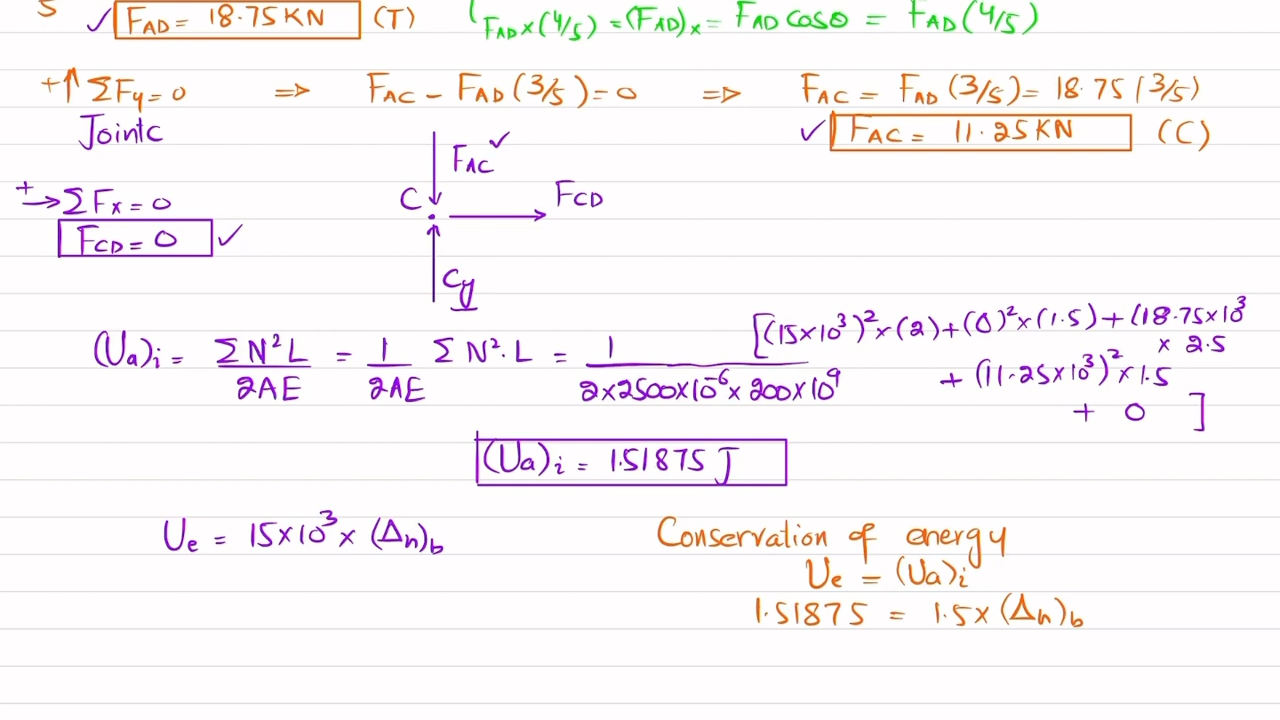 5
✓ FAD = 18.75 KN (T)
FAD × (4/5) = (FAD)x = FAD cosθ = FAD (4/5)
+↑ ΣFy = 0 ⇒ FAC - FAD (3/5) = 0 ⇒ FAC = FAD (3/5) = 18.75 (3/5)
✓ FAC = 11.25 KN (C)
Joint C
FAC ✓
+→ ΣFx = 0
C FCD
FCD = 0 ✓
Cy
(Ua)i = ΣN²L / 2AE = 1 / 2AE ΣN².L = 1 / 2×2500×10⁻⁶×200×10⁹ [(15×10³)²×(2)+(0)²×(1.5)+(18.75×10³
× 2.5
+ (11.25×10³)² × 1.5
+ 0 ]
(Ua)i = 1.51875 J
Ue = 15×10³× (Δh)b
Conservation of energy
Ue = (Ua)i
1.51875 = 1.5× (Δh)b